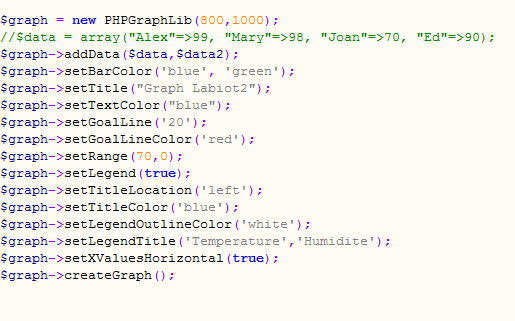 $graph = new PHPGraphLib(800,1000);
//$data = array("Alex"=>99, "Mary"=>98, "Joan"=>70, "Ed"=>90);
$graph->addData($data,$data2);
$graph->setBarColor('blue', 'green');
$graph->setTitle("Graph Labiot2");
$graph->setTextColor("blue");
$graph->setGoalLine('20');
$graph->setGoalLineColor('red');
$graph->setRange(70,0);
$graph->setLegend(true);
$graph->setTitleLocation('left');
$graph->setTitleColor('blue');
$graph->setLegendOutlineColor('white');
$graph->setLegendTitle('Temperature','Humidite');
$graph->setXValuesHorizontal(true);
$graph->createGraph();